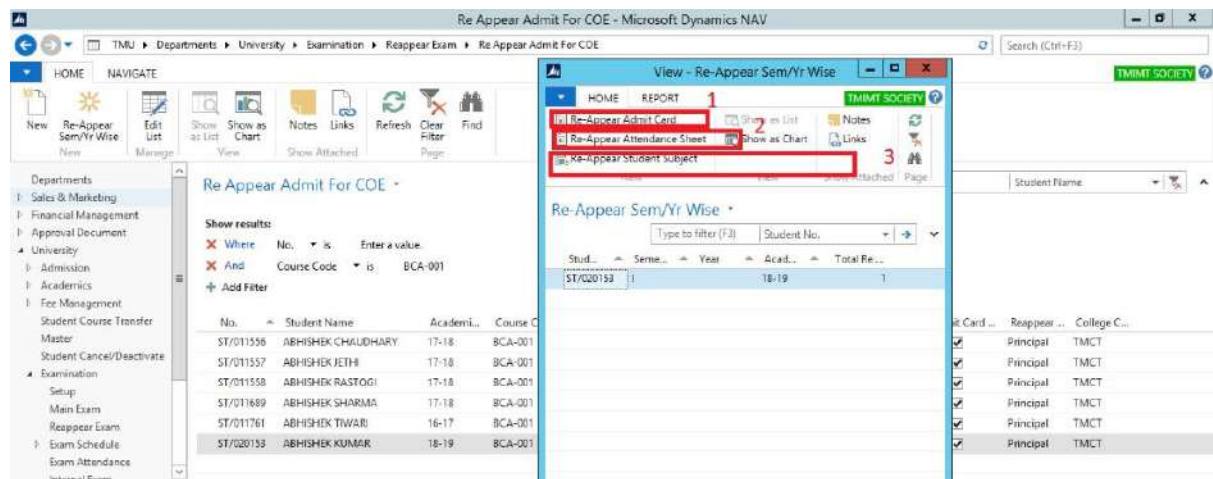 Re Appear Admit For COE - Microsoft Dynamics NAV
TMU ▸ Departments ▸ University ▸ Examination ▸ Reappear Exam ▸ Re Appear Admit For COE
Search (Ctrl+F3)
HOME NAVIGATE
TMIMT SOCIETY
New
Re-Appear Sem/Yr Wise
Edit List
Show as List
Show as Chart
Notes
Links
Refresh
Clear Filter
Find
New Manage View Show Attached Page
Departments
Sales & Marketing
Financial Management
Approval Document
University
Admission
Academics
Fee Management
Student Course Transfer
Master
Student Cancel/Deactivate
Examination
Setup
Main Exam
Reappear Exam
Exam Schedule
Exam Attendance
Re Appear Admit For COE
Student Name
Show results:
Where No. is Enter a value.
And Course Code is BCA-001
Add Filter
No. Student Name Academi... Course C
ST/011556 ABHISHEK CHAUDHARY 17-18 BCA-001
ST/011557 ABHISHEK JETHI 17-18 BCA-001
ST/011558 ABHISHEK RASTOGI 17-18 BCA-001
ST/011689 ABHISHEK SHARMA 17-18 BCA-001
ST/011761 ABHISHEK TIWARI 16-17 BCA-001
ST/020153 ABHISHEK KUMAR 18-19 BCA-001
View - Re-Appear Sem/Yr Wise
HOME REPORT 1
TMIMT SOCIETY
Re-Appear Admit Card Show as List Notes
Re-Appear Attendance Sheet 2 Show as Chart Links
Re-Appear Student Subject 3
New View Show Attached Page
Re-Appear Sem/Yr Wise
Type to filter (F3) Student No.
Stud... Seme... Year Acad... Total Re...
ST/020153 I 18-19 1
Card ... Reappear ... College C...
Principal TMCT
Principal TMCT
Principal TMCT
Principal TMCT
Principal TMCT
Principal TMCT